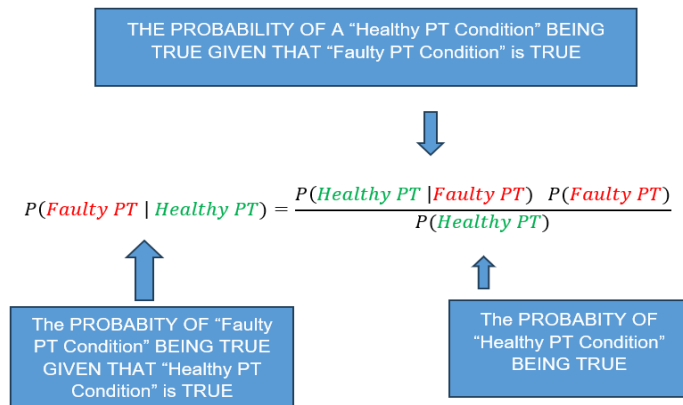 THE PROBABILITY OF A “Healthy PT Condition” BEING
TRUE GIVEN THAT “Faulty PT Condition” is TRUE
P(Healthy PT |Faulty PT) P(Faulty PT)
P(Faulty PT | Healthy PT) =
P(Healthy PT)
The PROBABITY OF “Faulty
PT Condition” BEING TRUE
GIVEN THAT “Healthy PT
Condition” is TRUE
The PROBABITY OF
“Healthy PT Condition”
BEING TRUE